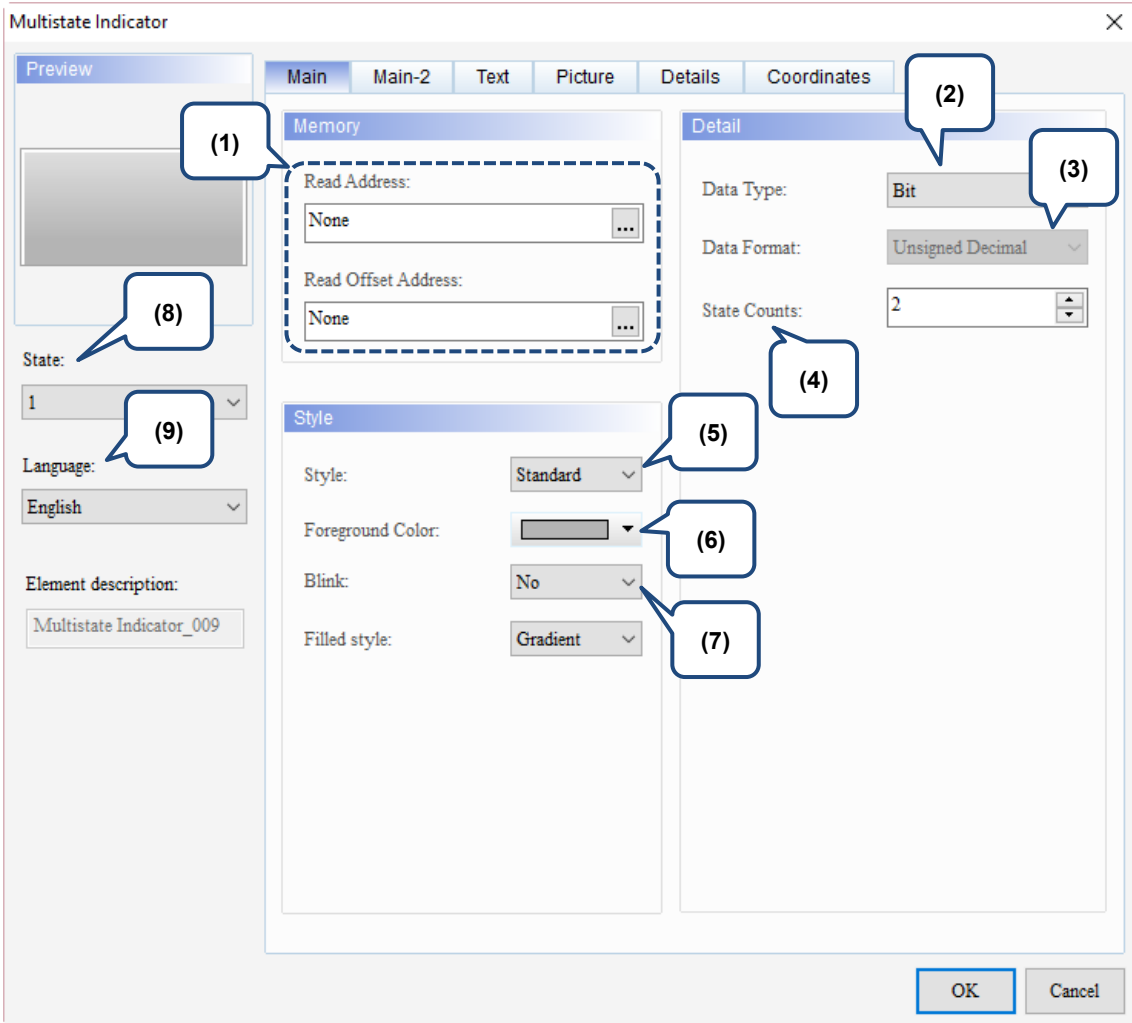 Multistate Indicator
Preview
Main Main-2 Text Picture Details Coordinates
(2)
Memory
Detail
(1)
(3)
Read Address:
Data Type: Bit
None ...
Data Format: Unsigned Decimal
Read Offset Address:
None ...
State Counts: 2
(8)
State:
(4)
1
Style
(9)
(5)
Language:
Style: Standard
English
Foreground Color:
(6)
Element description:
Blink: No
Multistate Indicator_009
Filled style: Gradient
(7)
OK Cancel